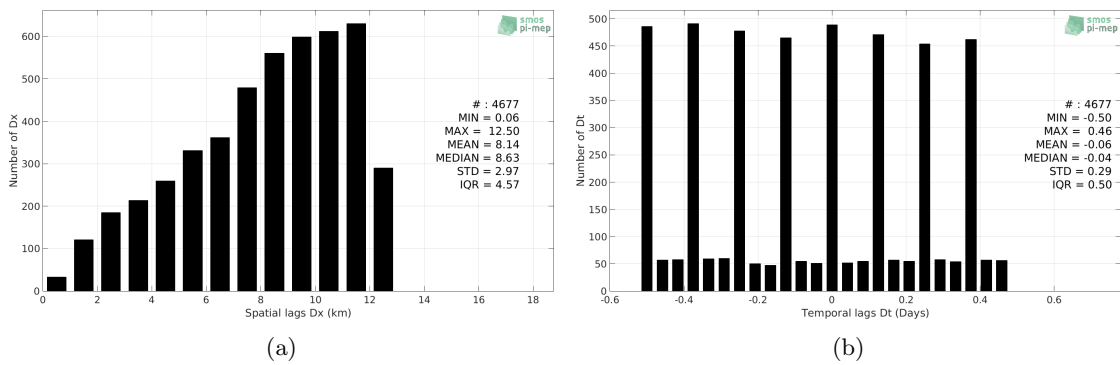 smos
pi-mep
600
500
400
300
200
100
0
Number of Dx
# : 4677
MIN = 0.06
MAX = 12.50
MEAN = 8.14
MEDIAN = 8.63
STD = 2.97
IQR = 4.57
0 2 4 6 8 10 12 14 16 18
Spatial lags Dx (km)
(a)
smos
pi-mep
500
450
400
350
300
250
200
150
100
50
0
Number of Dt
# : 4677
MIN = -0.50
MAX = 0.46
MEAN = -0.06
MEDIAN = -0.04
STD = 0.29
IQR = 0.50
-0.6 -0.4 -0.2 0 0.2 0.4 0.6
Temporal lags Dt (Days)
(b)